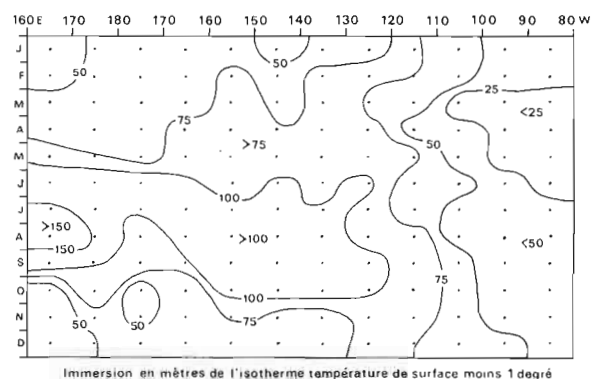 160 E 170 180 170 160 150 140 130 120 110 100 90 80 W
J
50
50
F
25
M
<25
75
A
50
>75
M
J
100
J
>150
A
>100
<50
150
S
75
O
100
N
50
50
75
D
Immersion en mètres de l'isotherme température de surface moins 1 degré